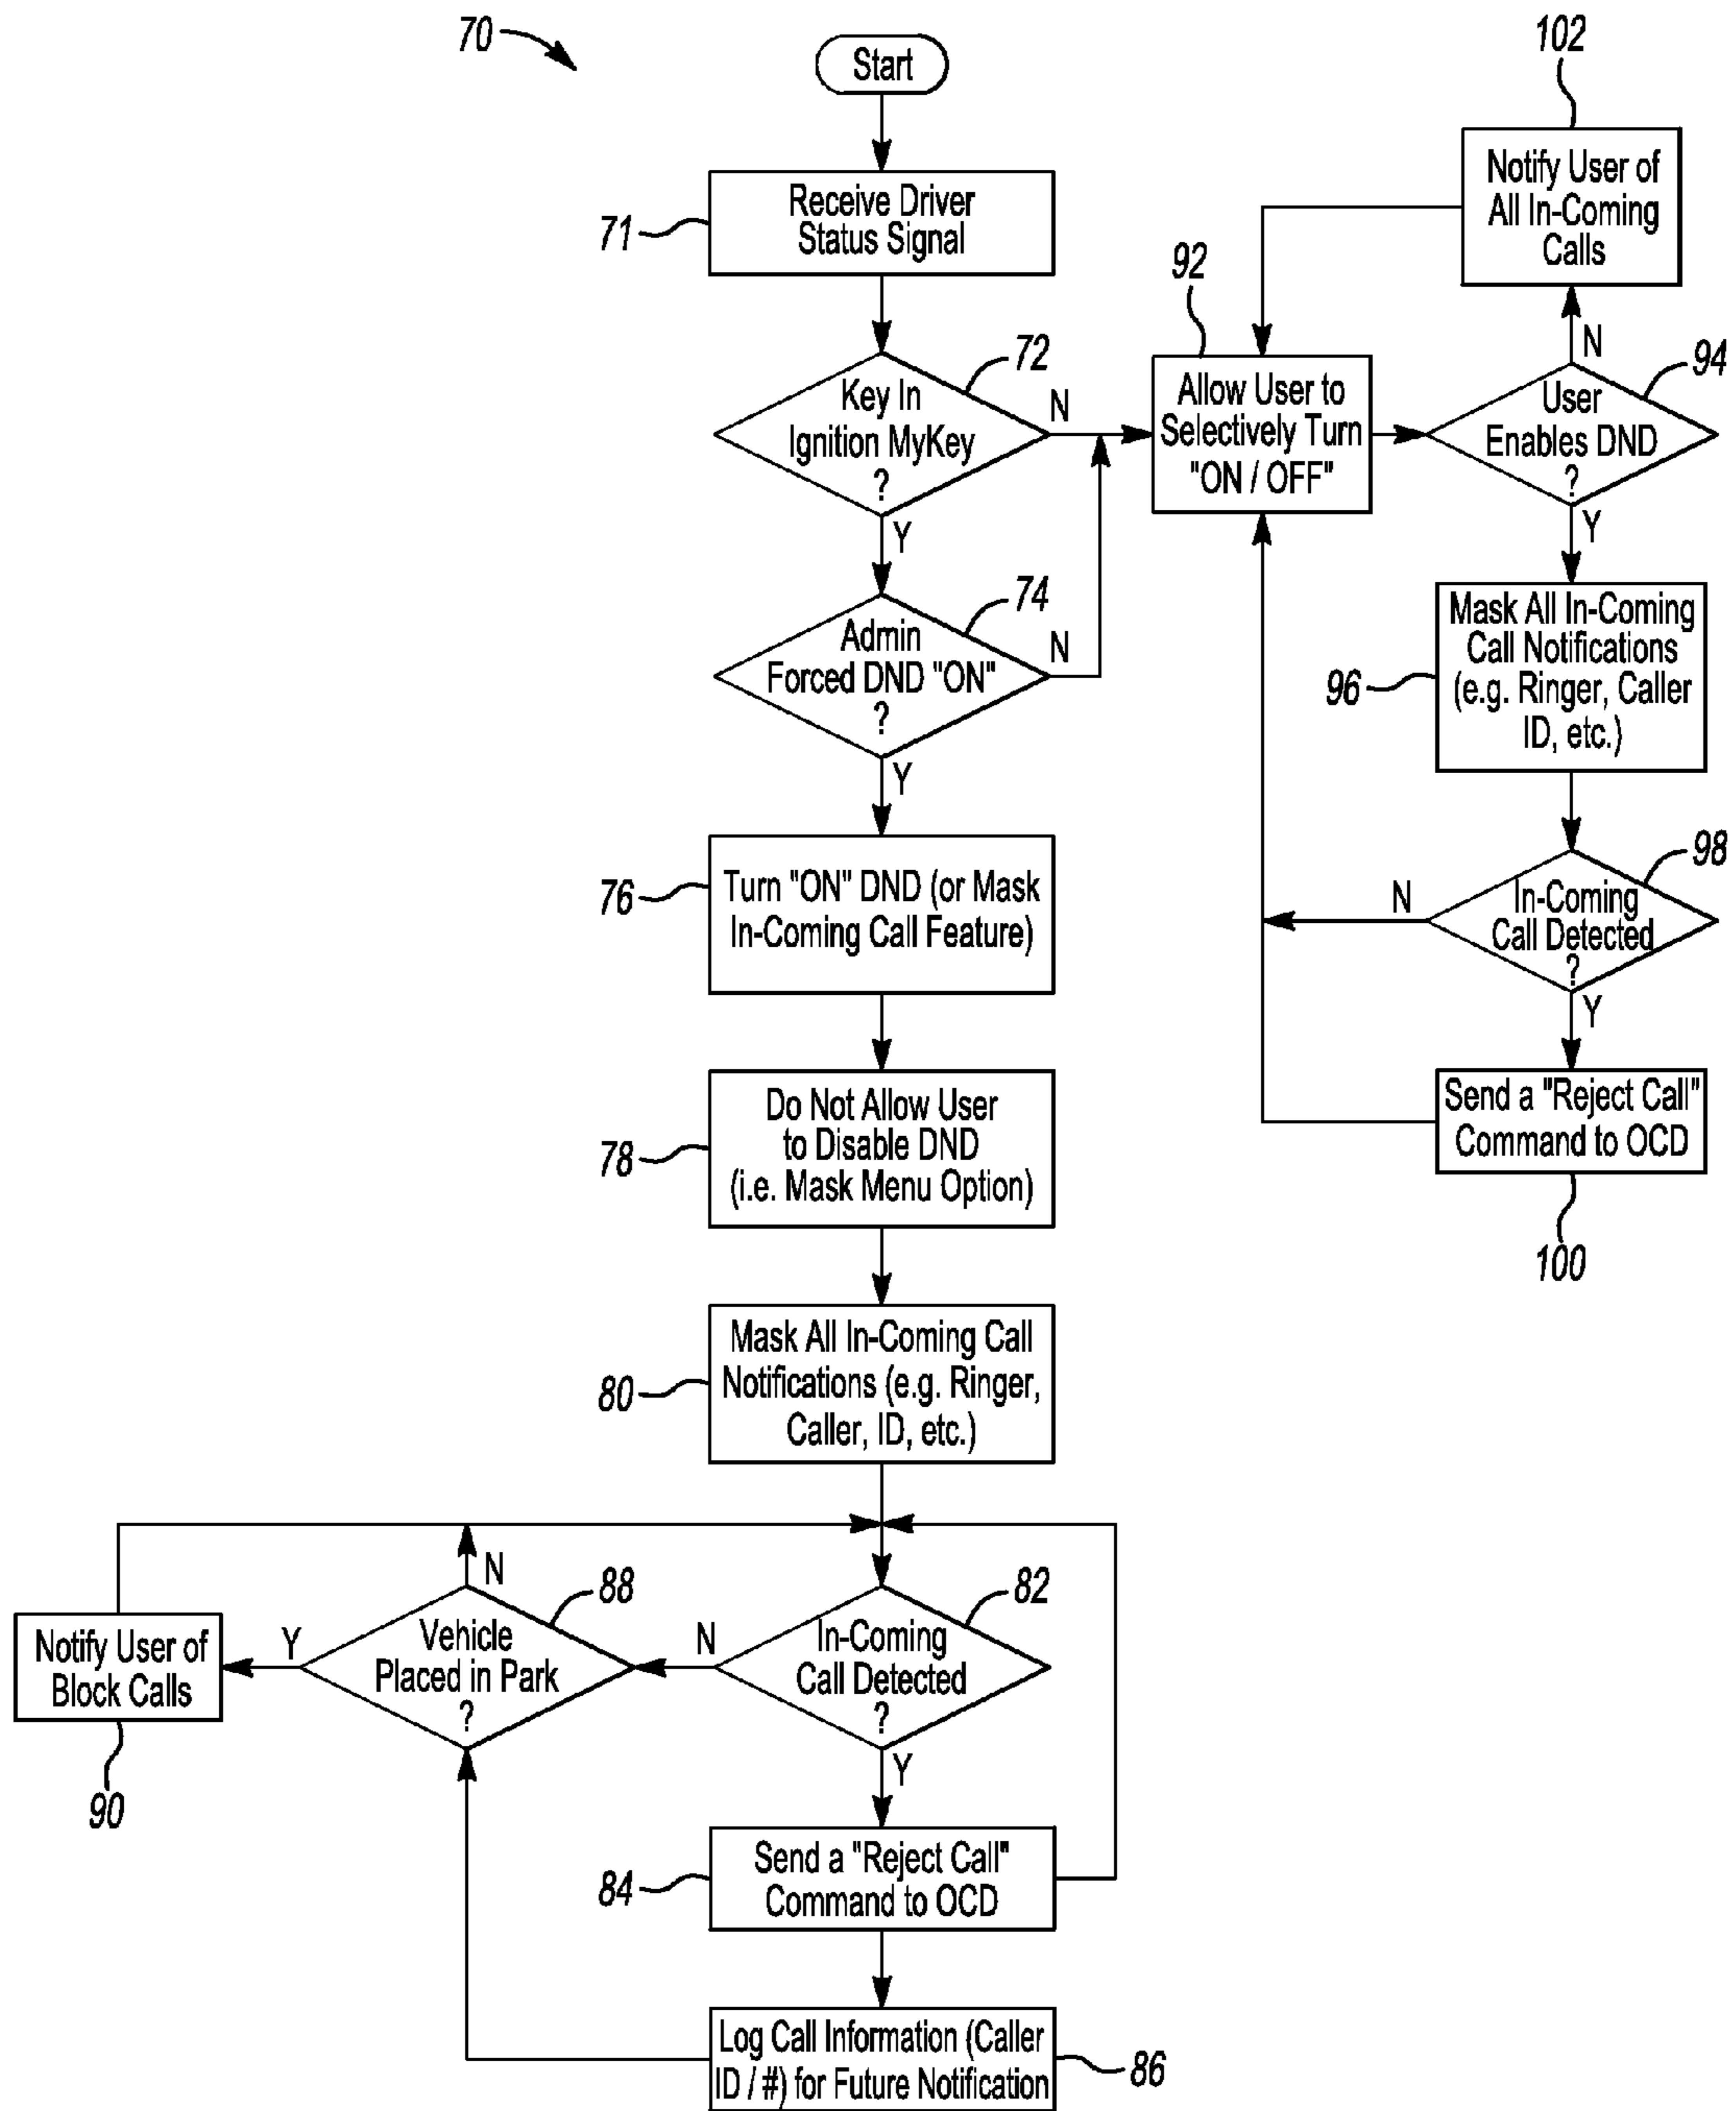 70
Start
71
Receive Driver
Status Signal
72
Key In
Ignition MyKey
?
N
Y
74
Admin
Forced DND "ON"
?
N
Y
76
Turn "ON" DND (or Mask
In-Coming Call Feature)
78
Do Not Allow User
to Disable DND
(i.e. Mask Menu Option)
80
Mask All In-Coming Call
Notifications (e.g. Ringer,
Caller, ID, etc.)
82
In-Coming
Call Detected
?
N
Y
88
Vehicle
Placed in Park
?
N
Y
Notify User of
Block Calls
90
84
Send a "Reject Call"
Command to OCD
Log Call Information (Caller
ID / #) for Future Notification
86
92
Allow User to
Selectively Turn
"ON / OFF"
102
Notify User of
All In-Coming
Calls
N
94
User
Enables DND
?
Y
96
Mask All In-Coming
Call Notifications
(e.g. Ringer, Caller
ID, etc.)
98
In-Coming
Call Detected
?
N
Y
Send a "Reject Call"
Command to OCD
100